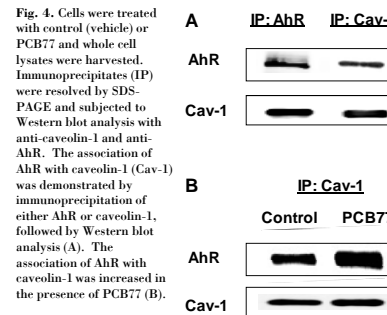 Fig. 4. Cells were treated
with control (vehicle) or
PCB77 and whole cell
lysates were harvested.
Immunoprecipitates (IP)
were resolved by SDS-
PAGE and subjected to
Western blot analysis with
anti-caveolin-1 and anti-
AhR. The association of
AhR with caveolin-1 (Cav-1)
was demonstrated by
immunoprecipitation of
either AhR or caveolin-1,
followed by Western blot
analysis (A). The
association of AhR with
caveolin-1 was increased in
the presence of PCB77 (B).
A IP: AhR IP: Cav-
AhR
Cav-1
B IP: Cav-1
Control PCB77
AhR
Cav-1